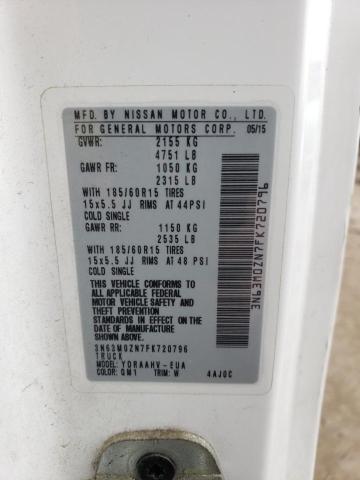 MFD. BY NISSAN MOTOR CO., LTD.
FOR GENERAL MOTORS CORP. 05/15
GVWR: 2155 KG
4751 LB
GAWR FR: 1050 KG
2315 LB
WITH 185/60R15 TIRES
15x5.5 JJ RIMS AT 44PSI
COLD SINGLE
GAWR RR: 1150 KG
2535 LB
WITH 185/60R15 TIRES
15x5.5 JJ RIMS AT 48 PSI
COLD SINGLE
THIS VEHICLE CONFORMS TO ALL
APPLICABLE FEDERAL MOTOR
VEHICLE SAFETY AND
THEFT PREVENTION
STANDARDS IN EFFECT ON THE
DATE OF MANUFACTURE
SHOWN ABOVE.
3N63M0ZN7FK720796
TRUCK
MODEL: YDRAAHV-EUA
COLOR: QM1 TRIM: W 4AJ0C
3N63M0ZN7FK720796